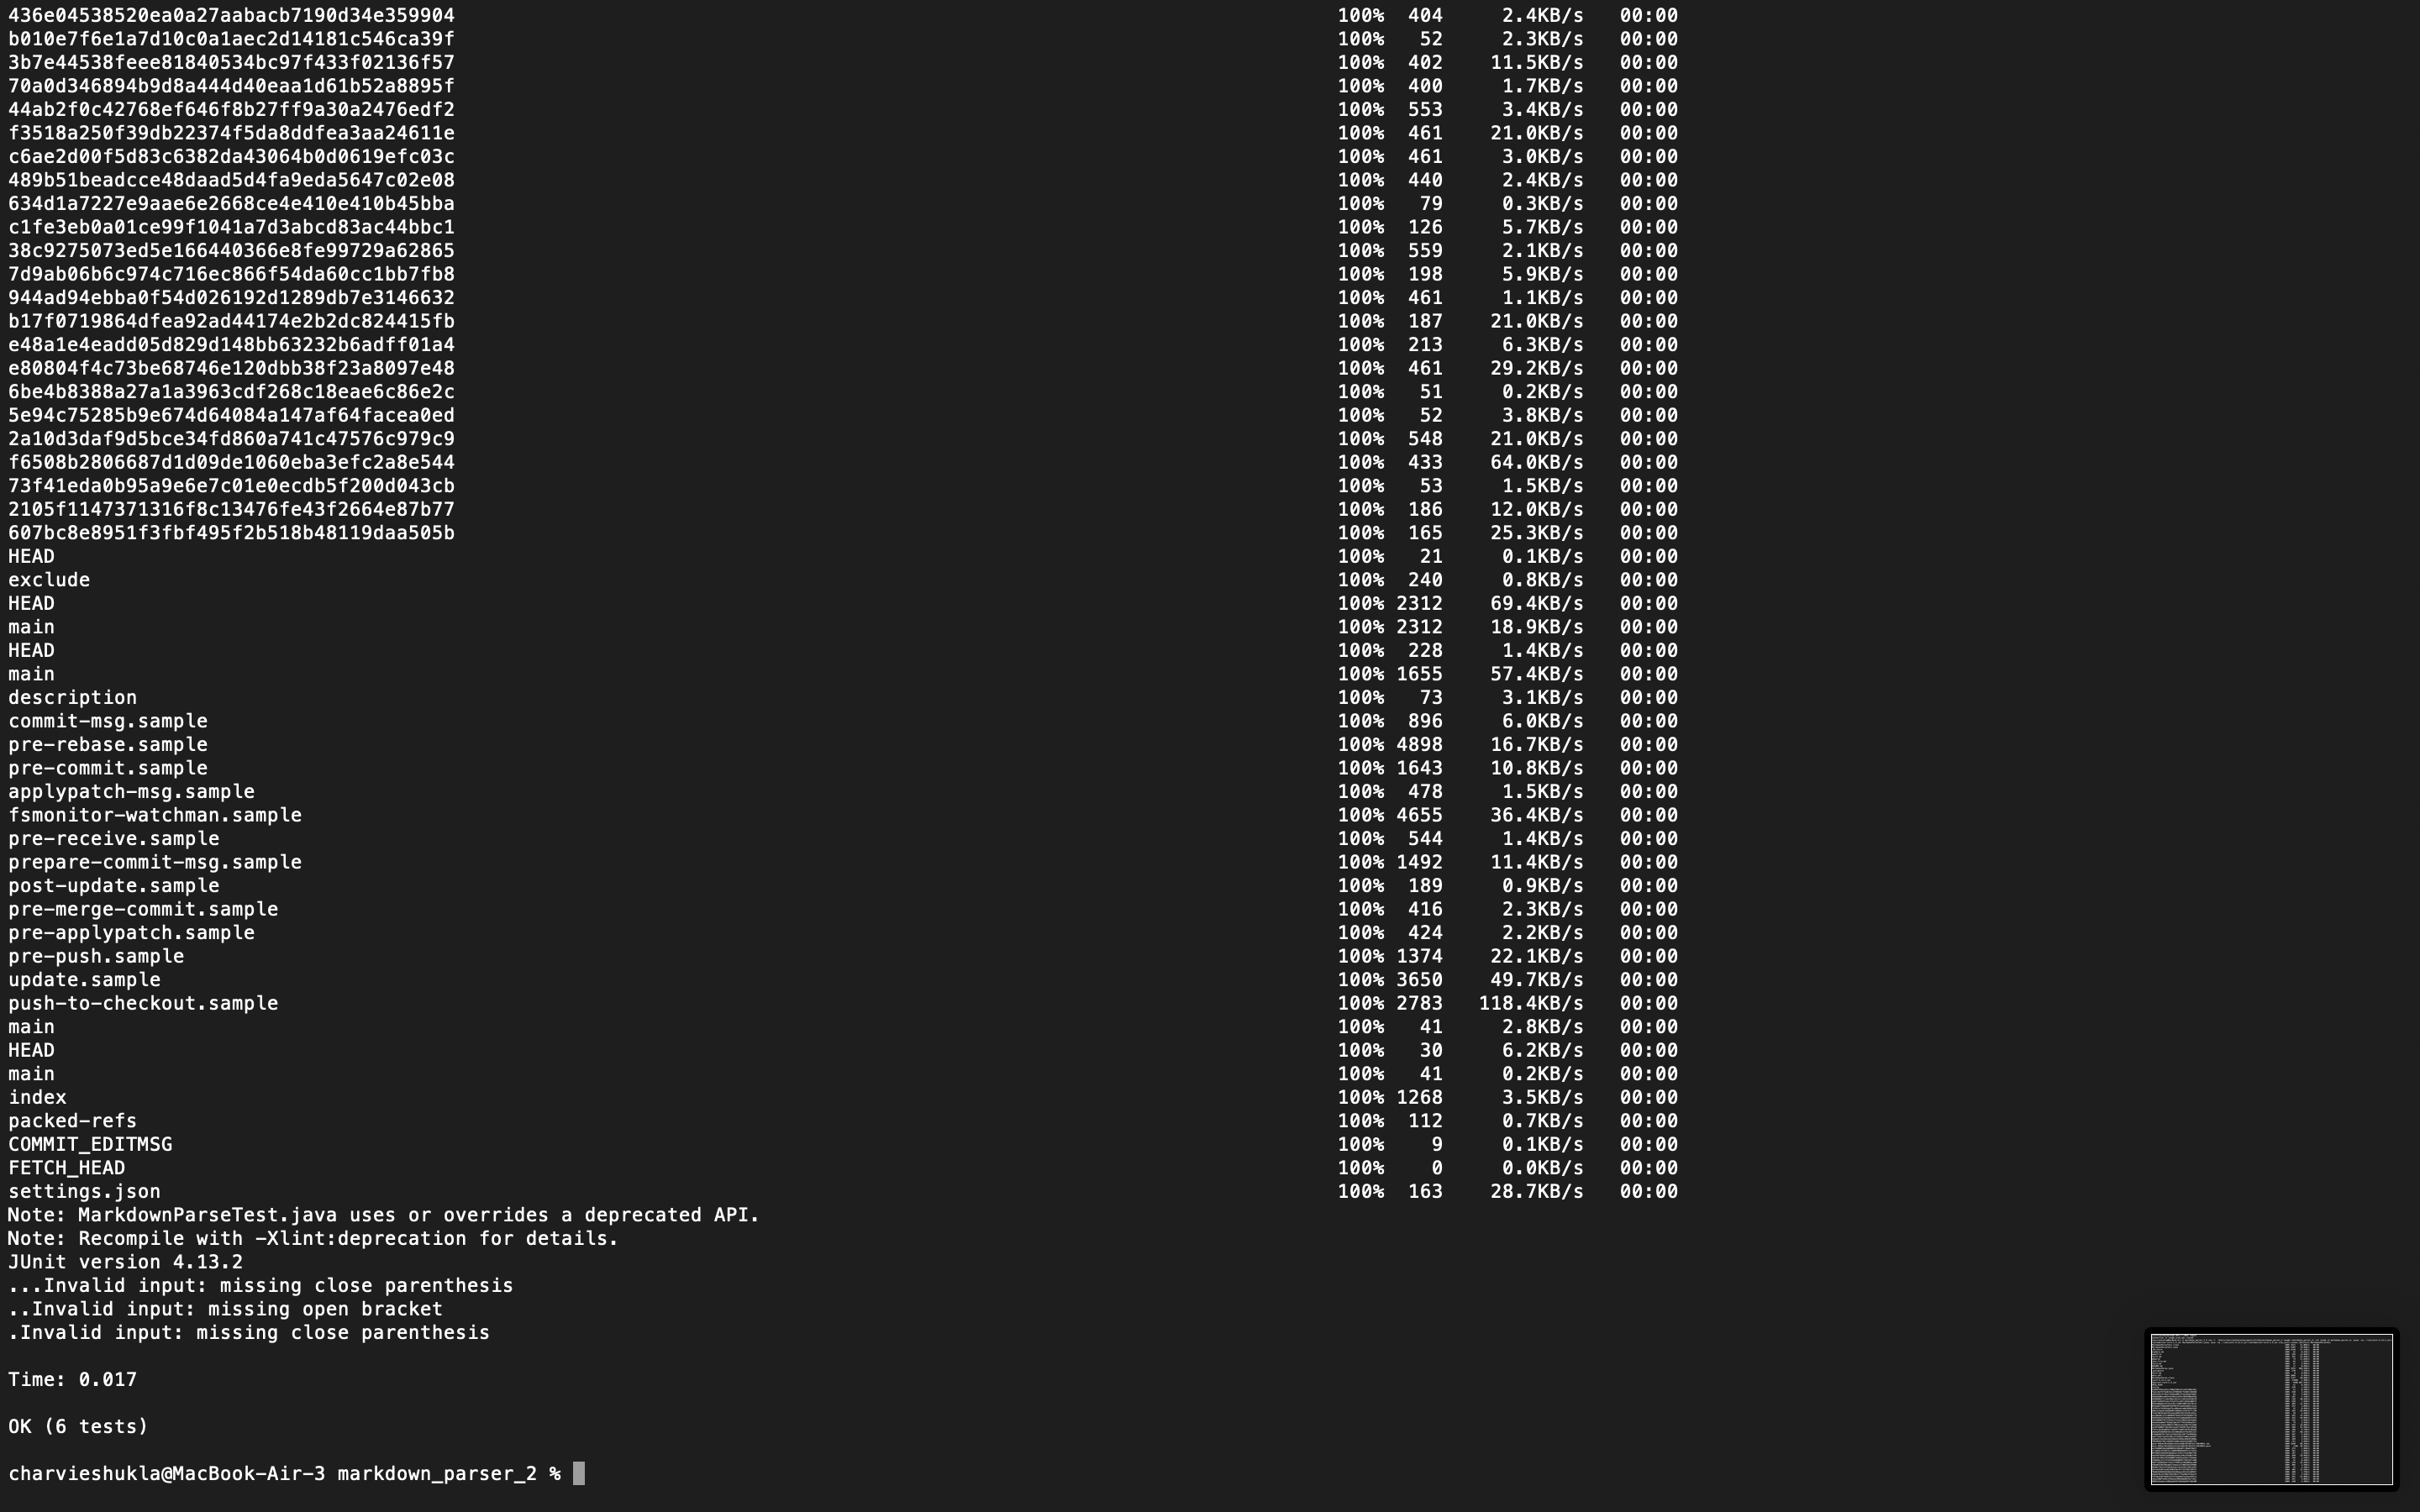 436e04538520ea0a27aabacb7190d34e359904 100% 404 2.4KB/s 00:00
b010e7f6e1a7d10c0a1aec2d14181c546ca39f 100% 52 2.3KB/s 00:00
3b7e44538feee81840534bc97f433f02136f57 100% 402 11.5KB/s 00:00
70a0d346894b9d8a444d40eaa1d61b52a8895f 100% 400 1.7KB/s 00:00
44ab2f0c42768ef646f8b27ff9a30a2476edf2 100% 553 3.4KB/s 00:00
f3518a250f39db22374f5da8ddfea3aa24611e 100% 461 21.0KB/s 00:00
c6ae2d00f5d83c6382da43064b0d0619efc03c 100% 461 3.0KB/s 00:00
489b51beadcce48daad5d4fa9eda5647c02e08 100% 440 2.4KB/s 00:00
634d1a7227e9aae6e2668ce4e410e410b45bba 100% 79 0.3KB/s 00:00
c1fe3eb0a01ce99f1041a7d3abcd83ac44bbc1 100% 126 5.7KB/s 00:00
38c9275073ed5e166440366e8fe99729a62865 100% 559 2.1KB/s 00:00
7d9ab06b6c974c716ec866f54da60cc1bb7fb8 100% 198 5.9KB/s 00:00
944ad94ebba0f54d026192d1289db7e3146632 100% 461 1.1KB/s 00:00
b17f0719864dfea92ad44174e2b2dc824415fb 100% 187 21.0KB/s 00:00
e48a1e4eadd05d829d148bb63232b6adff01a4 100% 213 6.3KB/s 00:00
e80804f4c73be68746e120dbb38f23a8097e48 100% 461 29.2KB/s 00:00
6be4b8388a27a1a3963cdf268c18eae6c86e2c 100% 51 0.2KB/s 00:00
5e94c75285b9e674d64084a147af64facea0ed 100% 52 3.8KB/s 00:00
2a10d3daf9d5bce34fd860a741c47576c979c9 100% 548 21.0KB/s 00:00
f6508b2806687d1d09de1060eba3efc2a8e544 100% 433 64.0KB/s 00:00
73f41eda0b95a9e6e7c01e0ecdb5f200d043cb 100% 53 1.5KB/s 00:00
2105f1147371316f8c13476fe43f2664e87b77 100% 186 12.0KB/s 00:00
607bc8e8951f3fbf495f2b518b48119daa505b 100% 165 25.3KB/s 00:00
HEAD 100% 21 0.1KB/s 00:00
exclude 100% 240 0.8KB/s 00:00
HEAD 100% 2312 69.4KB/s 00:00
main 100% 2312 18.9KB/s 00:00
HEAD 100% 228 1.4KB/s 00:00
main 100% 1655 57.4KB/s 00:00
description 100% 73 3.1KB/s 00:00
commit-msg.sample 100% 896 6.0KB/s 00:00
pre-rebase.sample 100% 4898 16.7KB/s 00:00
pre-commit.sample 100% 1643 10.8KB/s 00:00
applypatch-msg.sample 100% 478 1.5KB/s 00:00
fsmonitor-watchman.sample 100% 4655 36.4KB/s 00:00
pre-receive.sample 100% 544 1.4KB/s 00:00
prepare-commit-msg.sample 100% 1492 11.4KB/s 00:00
post-update.sample 100% 189 0.9KB/s 00:00
pre-merge-commit.sample 100% 416 2.3KB/s 00:00
pre-applypatch.sample 100% 424 2.2KB/s 00:00
pre-push.sample 100% 1374 22.1KB/s 00:00
update.sample 100% 3650 49.7KB/s 00:00
push-to-checkout.sample 100% 2783 118.4KB/s 00:00
main 100% 41 2.8KB/s 00:00
HEAD 100% 30 6.2KB/s 00:00
main 100% 41 0.2KB/s 00:00
index 100% 1268 3.5KB/s 00:00
packed-refs 100% 112 0.7KB/s 00:00
COMMIT_EDITMSG 100% 9 0.1KB/s 00:00
FETCH_HEAD 100% 0 0.0KB/s 00:00
settings.json 100% 163 28.7KB/s 00:00
Note: MarkdownParseTest.java uses or overrides a deprecated API.
Note: Recompile with -Xlint:deprecation for details.
JUnit version 4.13.2
...Invalid input: missing close parenthesis
..Invalid input: missing open bracket
.Invalid input: missing close parenthesis
Time: 0.017
OK (6 tests)
charvieshukla@MacBook-Air-3 markdown_parser_2 %